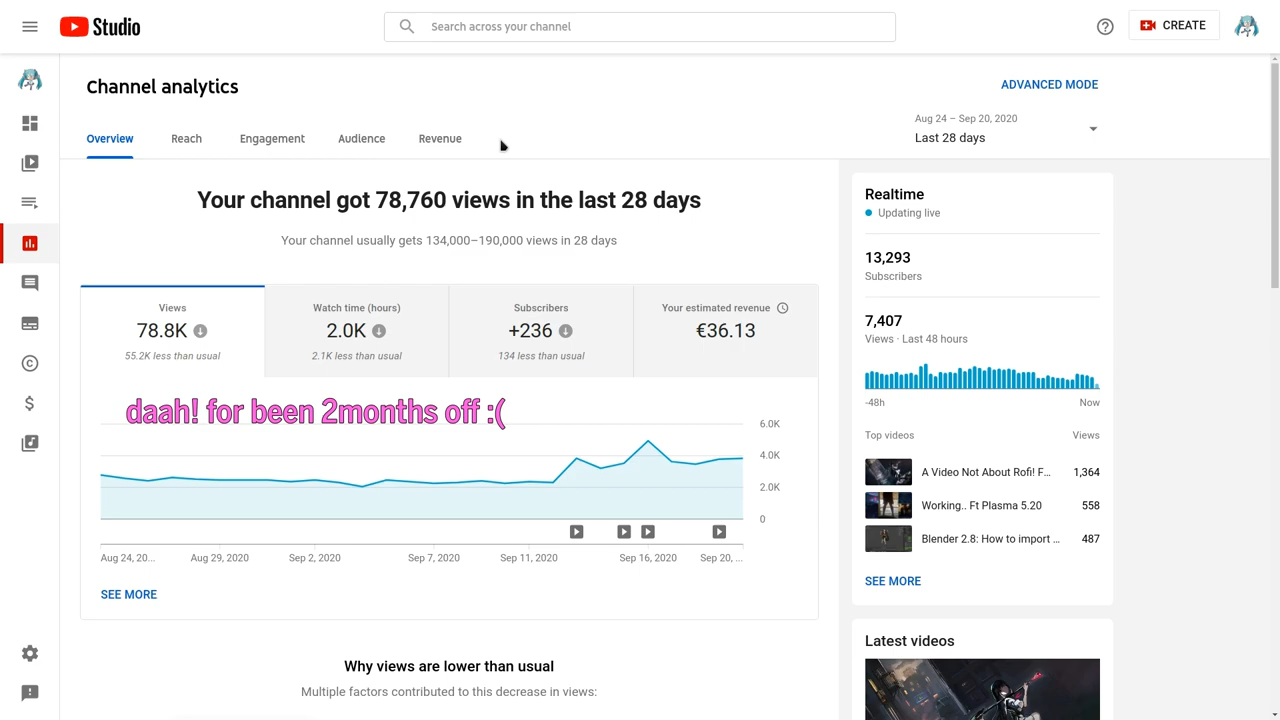 Studio
Search across your channel
CREATE
Channel analytics
ADVANCED MODE
Overview
Reach
Engagement
Audience
Revenue
Aug 24 – Sep 20, 2020
Last 28 days
Your channel got 78,760 views in the last 28 days
Your channel usually gets 134,000–190,000 views in 28 days
Views
78.8K
55.2K less than usual
Watch time (hours)
2.0K
2.1K less than usual
Subscribers
+236
134 less than usual
Your estimated revenue
€36.13
daah! for been 2months off :(
6.0K
4.0K
2.0K
0
Aug 24, 20...
Aug 29, 2020
Sep 2, 2020
Sep 7, 2020
Sep 11, 2020
Sep 16, 2020
Sep 20, ...
SEE MORE
Why views are lower than usual
Multiple factors contributed to this decrease in views:
Realtime
Updating live
13,293
Subscribers
7,407
Views · Last 48 hours
-48h
Now
Top videos
Views
A Video Not About Rofi! F...
1,364
Working.. Ft Plasma 5.20
558
Blender 2.8: How to import ...
487
SEE MORE
Latest videos